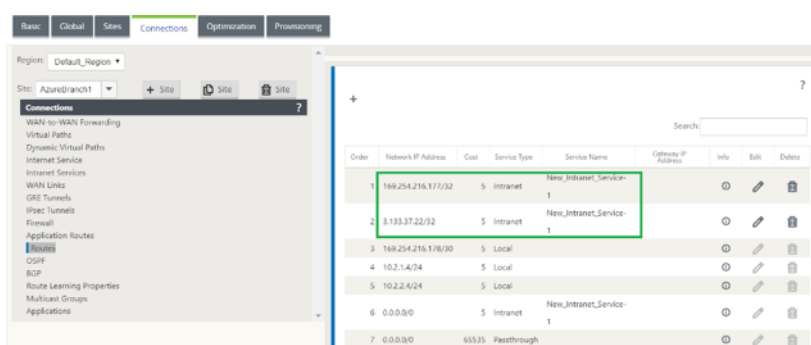 Basic Global Sites Connections Optimization Provisioning
Region: Default_Region
Site: AzureBranch1 + Site Site Site
Connections ?
WAN-to-WAN Forwarding
Virtual Paths
Dynamic Virtual Paths
Internet Service
Intranet Services
WAN Links
GRE Tunnels
IPsec Tunnels
Firewall
Application Routes
Routes
OSPF
BGP
Route Learning Properties
Multicast Groups
Applications
?
+
Search:
Order Network IP Address Cost Service Type Service Name Gateway IP Address Info Edit Delete
1 169.254.216.177/32 5 Intranet New_Intranet_Service-1
2 3.133.37.22/32 5 Intranet New_Intranet_Service-1
3 169.254.216.178/30 5 Local
4 10.2.1.4/24 5 Local
5 10.2.2.4/24 5 Local
6 0.0.0.0/0 5 Intranet New_Intranet_Service-1
7 0.0.0.0/0 65535 Passthrough